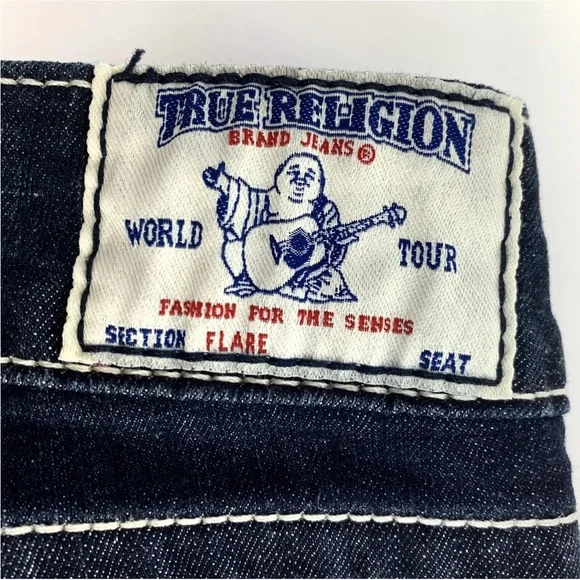 TRUE RELIGION
BRAND JEANS®
WORLD TOUR
FASHION FOR THE SENSES
SECTION FLARE SEAT